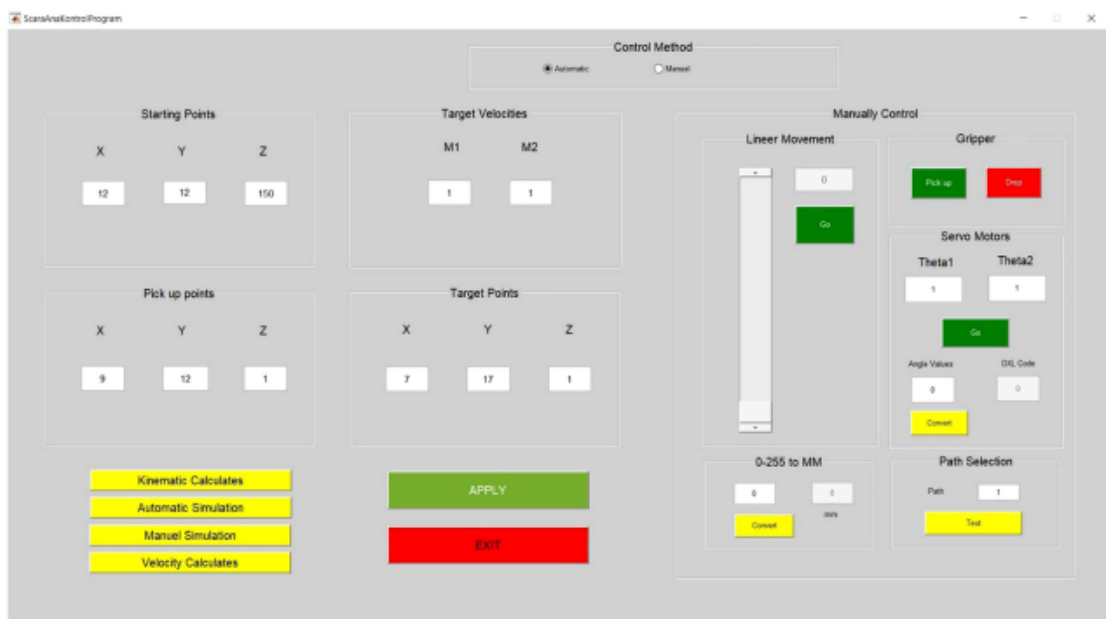 ScaraAnaKontrolProgram
Control Method
Automatic Manuel
Starting Points
X Y Z
12 12 150
Target Velocities
M1 M2
1 1
Pick up points
X Y Z
9 12 1
Target Points
X Y Z
7 17 1
Kinematic Calculates
Automatic Simulation
Manuel Simulation
Velocity Calculates
APPLY
EXIT
Manually Control
Lineer Movement
0
Go
Gripper
Pick up Drop
Servo Motors
Theta1 Theta2
1 1
Go
Angle Values DXL Code
0 0
Convert
0-255 to MM
0 0
mm
Convert
Path Selection
Path 1
Test